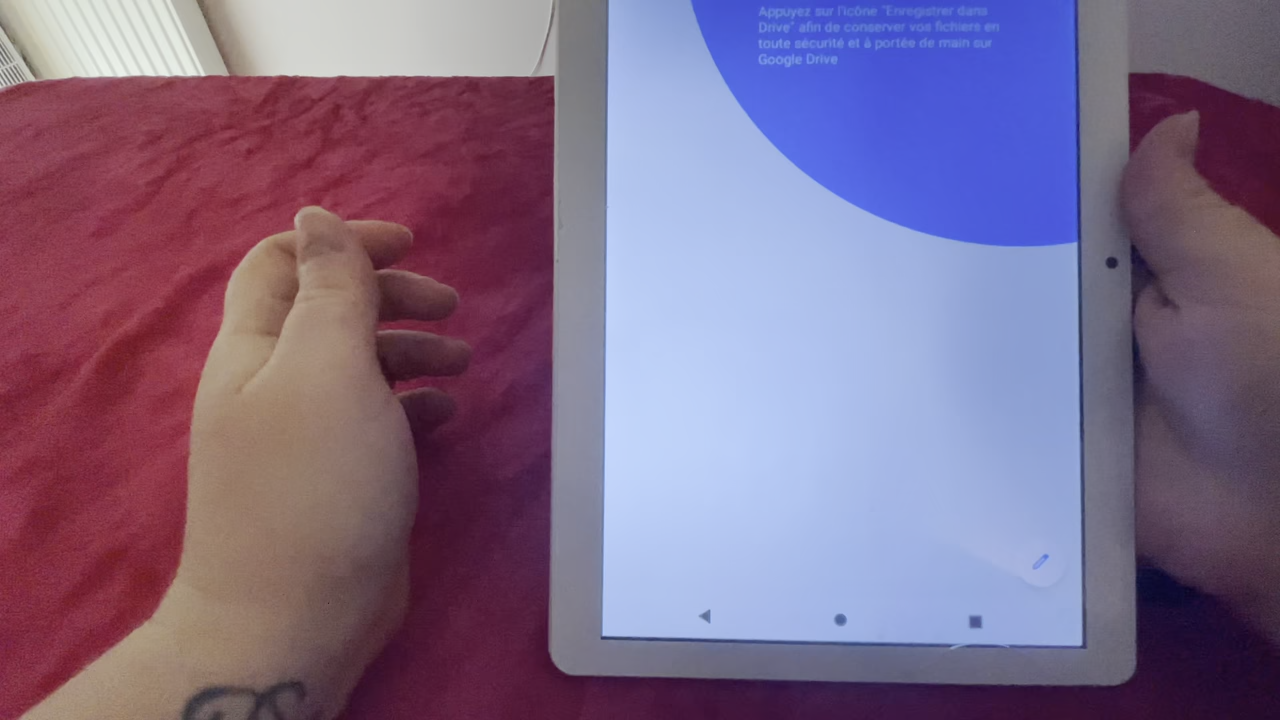 Appuyez sur l'icône "Enregistrer dans
Drive" afin de conserver vos fichiers en
toute sécurité et à portée de main sur
Google Drive